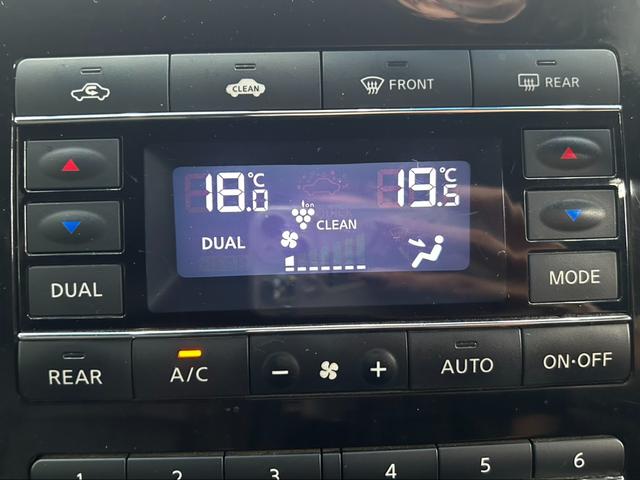 CLEAN FRONT REAR
18.0 °C on 19.5 °C
CLEAN
DUAL
DUAL MODE
REAR A/C − + AUTO ON·OFF
1 2 3 4 5 6